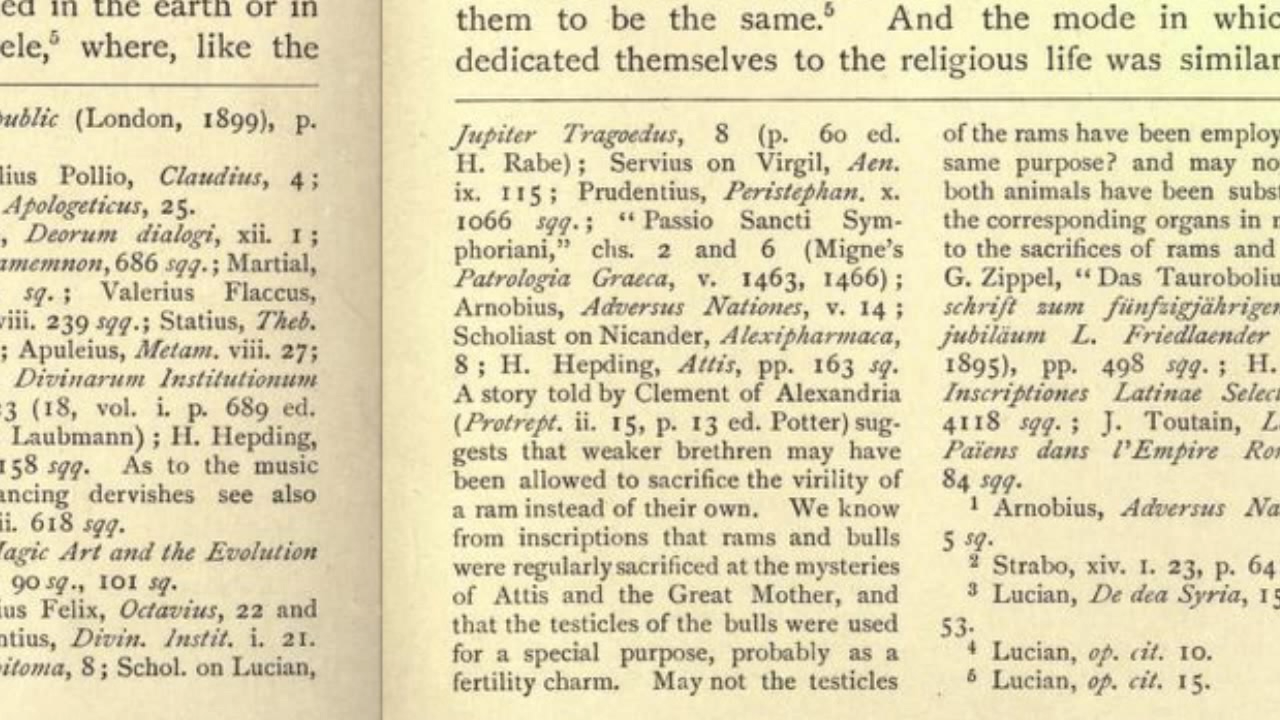 ed in the earth or in
ele,⁵ where, like the
public (London, 1899), p.
lius Pollio, Claudius, 4;
Apologeticus, 25.
, Deorum dialogi, xii. 1;
amemnon, 686 sqq.; Martial,
sq.; Valerius Flaccus,
viii. 239 sqq.; Statius, Theb.
; Apuleius, Metam. viii. 27;
Divinarum Institutionum
23 (18, vol. i. p. 689 ed.
Laubmann); H. Hepding,
158 sqq. As to the music
ancing dervishes see also
ii. 618 sqq.
Magic Art and the Evolution
90 sq., 101 sq.
ius Felix, Octavius, 22 and
ntius, Divin. Instit. i. 21.
pitoma, 8; Schol. on Lucian,
them to be the same.⁵ And the mode in whic
dedicated themselves to the religious life was similar
Jupiter Tragoedus, 8 (p. 60 ed.
H. Rabe); Servius on Virgil, Aen.
ix. 115; Prudentius, Peristephan. x.
1066 sqq.; “Passio Sancti Sym-
phoriani,” chs. 2 and 6 (Migne's
Patrologia Graeca, v. 1463, 1466);
Arnobius, Adversus Nationes, v. 14;
Scholiast on Nicander, Alexipharmaca,
8; H. Hepding, Attis, pp. 163 sq.
A story told by Clement of Alexandria
(Protrept. ii. 15, p. 13 ed. Potter) sug-
gests that weaker brethren may have
been allowed to sacrifice the virility of
a ram instead of their own. We know
from inscriptions that rams and bulls
were regularly sacrificed at the mysteries
of Attis and the Great Mother, and
that the testicles of the bulls were used
for a special purpose, probably as a
fertility charm. May not the testicles
of the rams have been employ
same purpose? and may no
both animals have been subs
the corresponding organs in
to the sacrifices of rams and
G. Zippel, “Das Tauroboliu
schrift zum fünfzigjährigen
jubiläum L. Friedlaender
1895), pp. 498 sqq.; H.
Inscriptiones Latinae Selec
4118 sqq.; J. Toutain, L
Païens dans l'Empire Ro
84 sqq.
¹ Arnobius, Adversus Na
5 sq.
² Strabo, xiv. 1. 23, p. 64
³ Lucian, De dea Syria, 15
53.
⁴ Lucian, op. cit. 10.
⁵ Lucian, op. cit. 15.